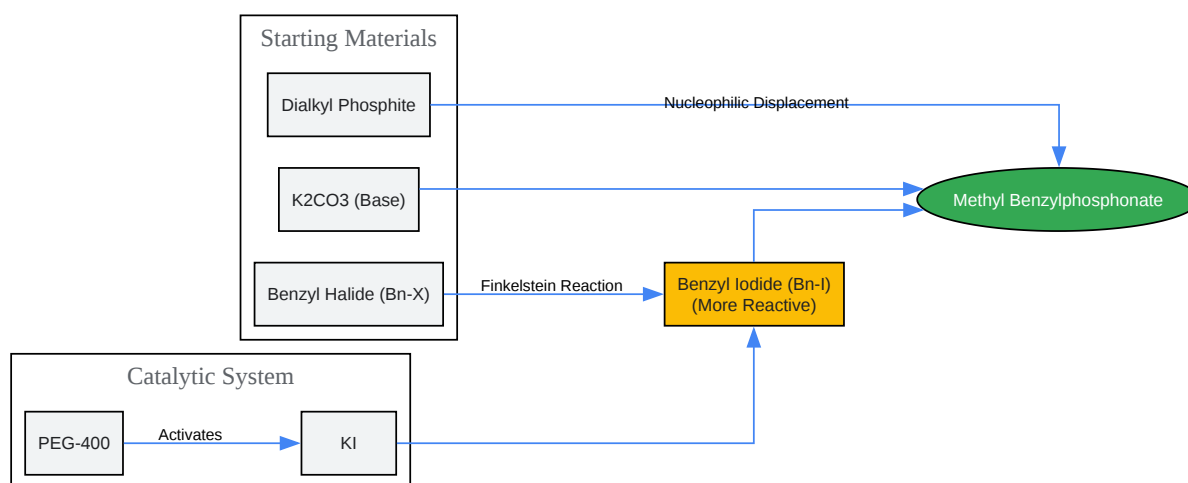 Starting Materials
Dialkyl Phosphite
Nucleophilic Displacement
K2CO3 (Base)
Methyl Benzylphosphonate
Benzyl Halide (Bn-X)
Finkelstein Reaction
Benzyl Iodide (Bn-I)
(More Reactive)
Catalytic System
PEG-400
Activates
KI